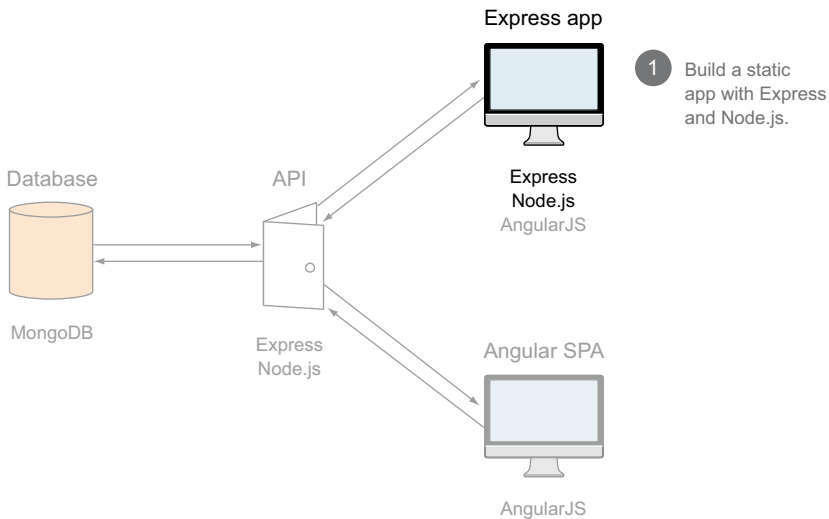 Express app
1
Build a static
app with Express
and Node.js.
Express
Node.js
AngularJS
Database
MongoDB
API
Express
Node.js
Angular SPA
AngularJS